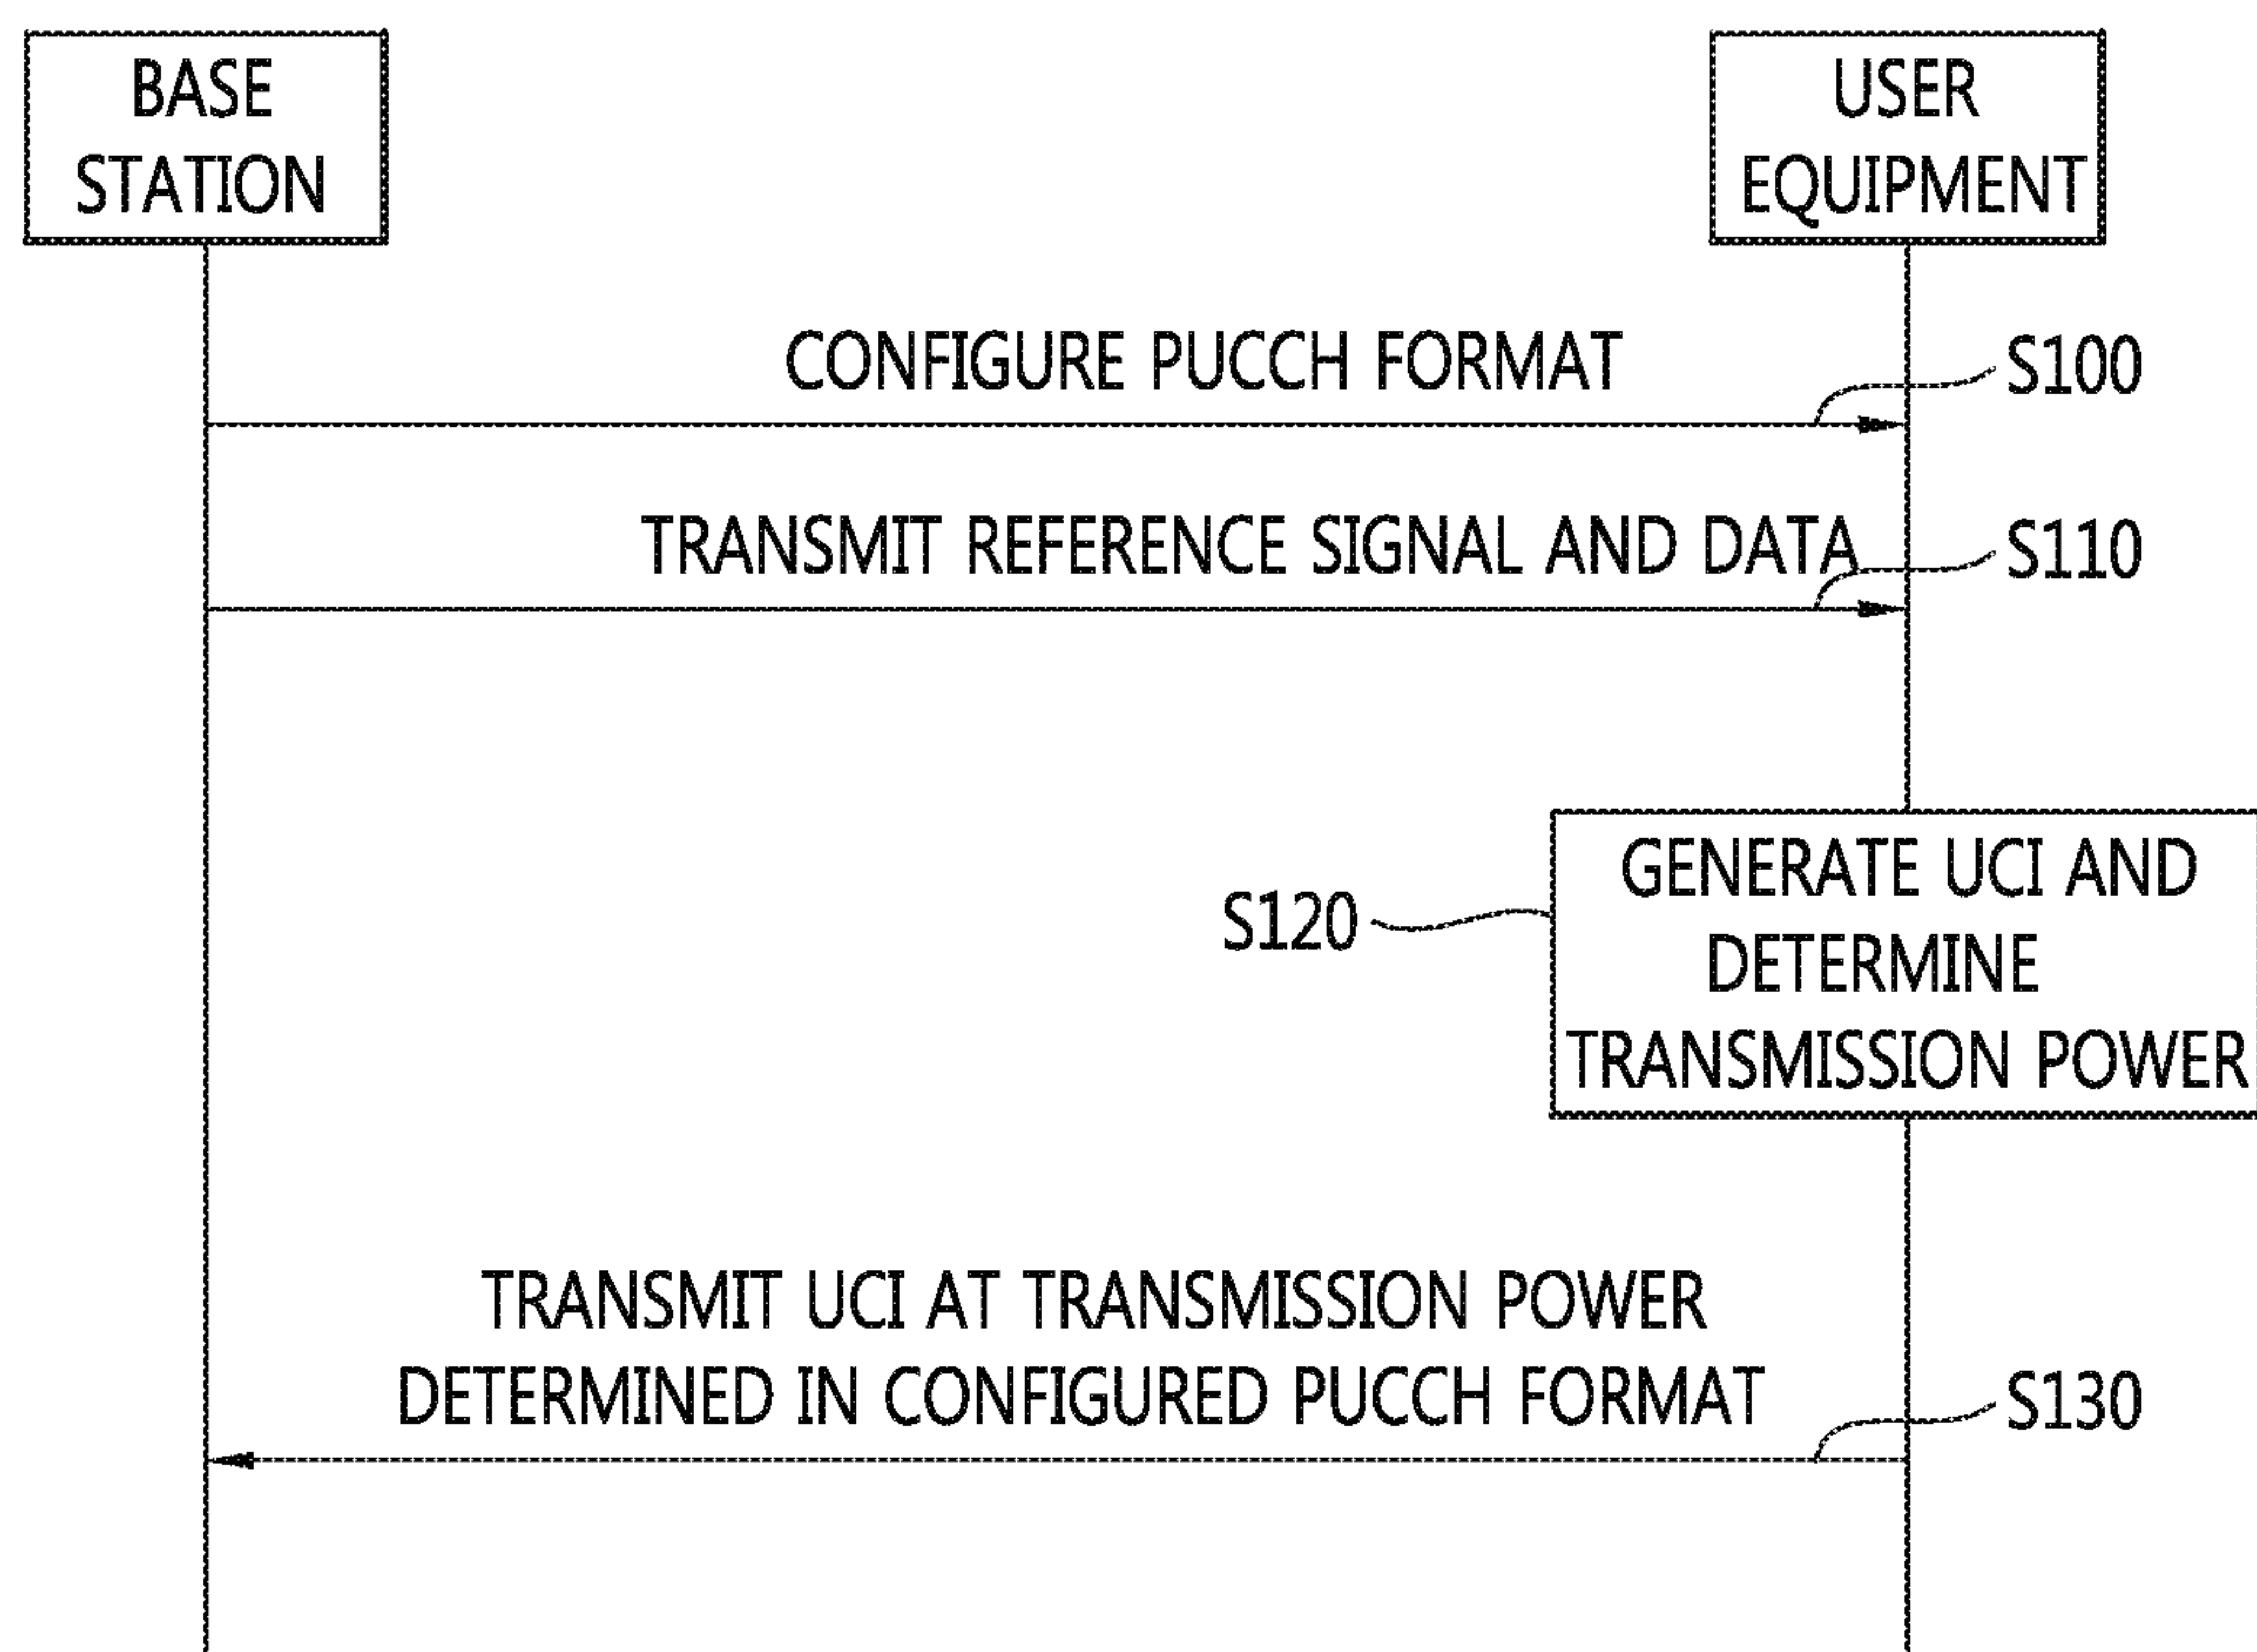 BASE
STATION
USER
EQUIPMENT
CONFIGURE PUCCH FORMAT
S100
TRANSMIT REFERENCE SIGNAL AND DATA
S110
S120
GENERATE UCI AND
DETERMINE
TRANSMISSION POWER
TRANSMIT UCI AT TRANSMISSION POWER
DETERMINED IN CONFIGURED PUCCH FORMAT
S130